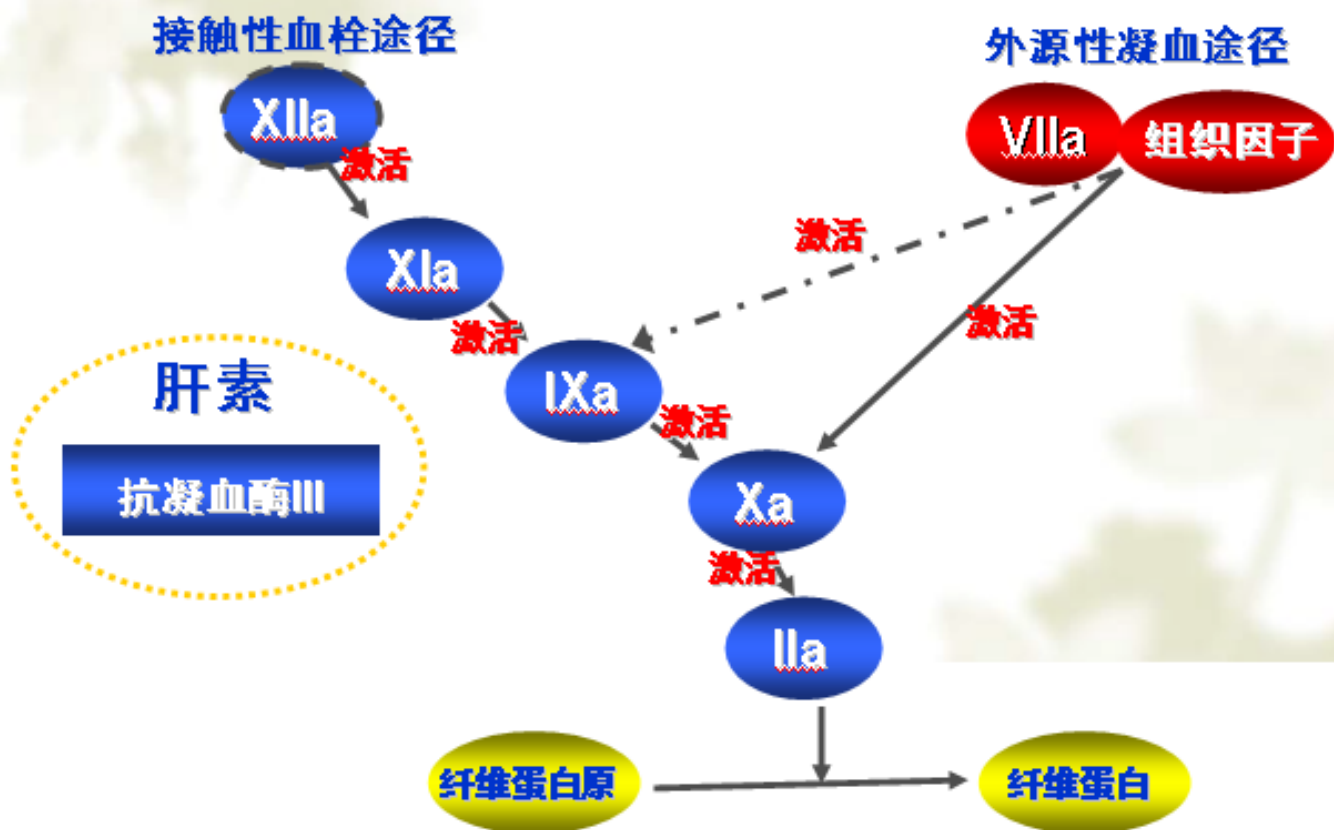 接触性血栓途径
外源性凝血途径
XIIa
VIIa
组织因子
激活
XIa
激活
激活
激活
肝素
IXa
激活
抗凝血酶III
Xa
激活
IIa
纤维蛋白原
纤维蛋白